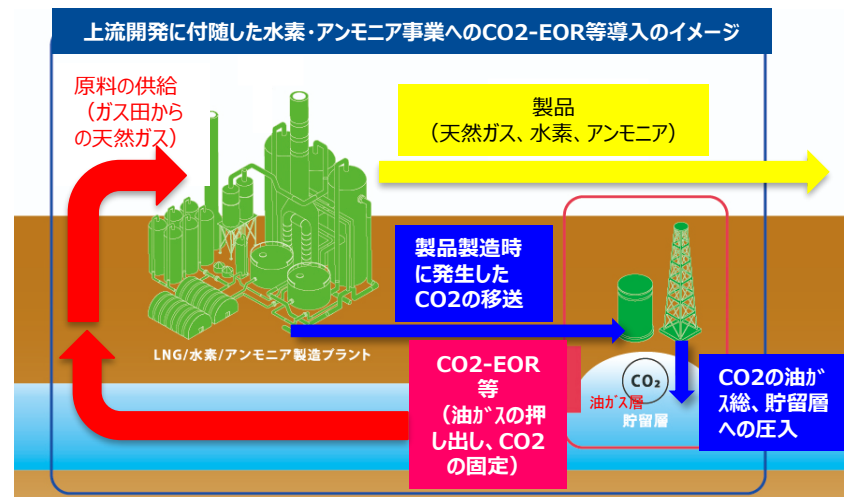 上流開発に付随した水素・アンモニア事業へのCO2-EOR等導入のイメージ
原料の供給
（ガス田から
の天然ガス）
製品
（天然ガス、水素、アンモニア）
製品製造時
に発生した
CO2の移送
LNG/水素/アンモニア製造プラント
CO2-EOR
等
（油ｶﾞｽの押
し出し、CO2
の固定）
CO₂
油ｶﾞｽ層
貯留層
CO2の油ｶﾞ
ｽ総、貯留層
への圧入